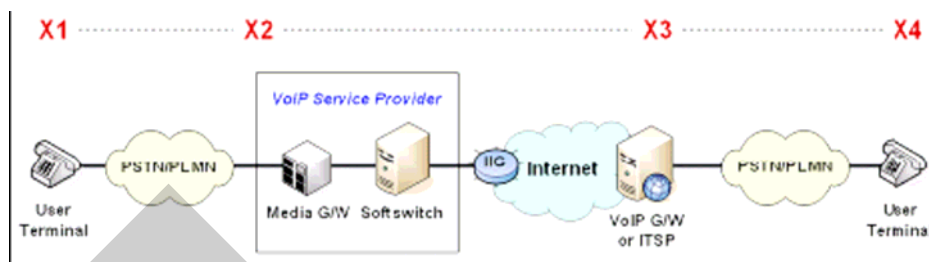 X1 X2 X3 X4
VoIP Service Provider
PSTN/PLMN IIG Internet PSTN/PLMN
User Terminal
Media G/W Softswitch
VoIP G/W or ITSP
User Termina